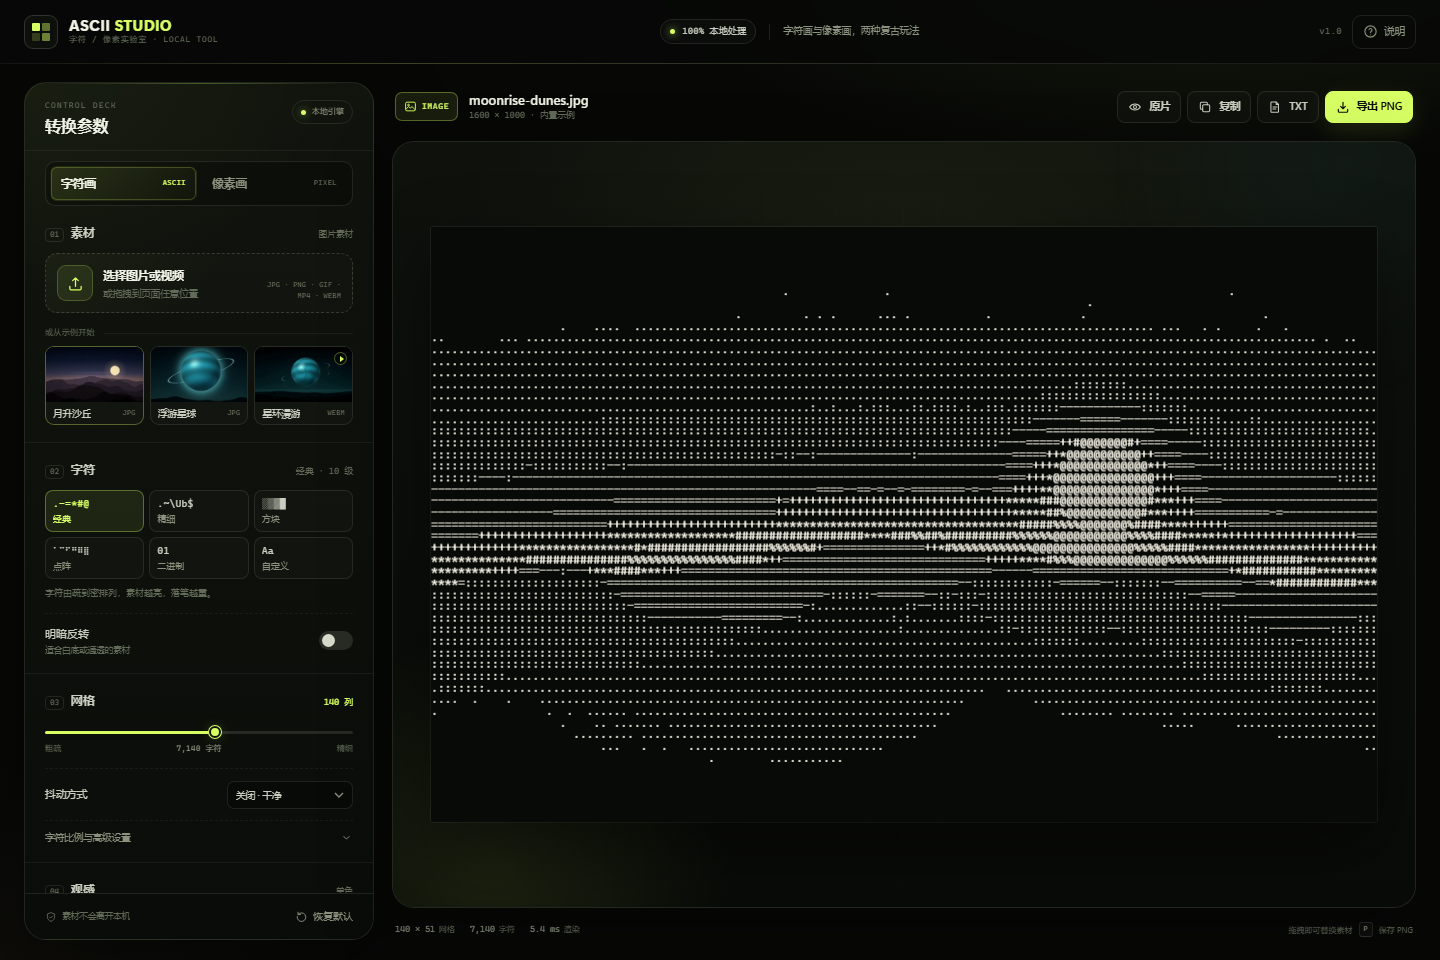 ASCII STUDIO
字符 / 像素实验室 · LOCAL TOOL
100% 本地处理
字符画与像素画，两种复古玩法
v1.0
说明
CONTROL DECK
转换参数
本地引擎
字符画
ASCII
像素画
PIXEL
01
素材
图片素材
选择图片或视频
或拖拽到页面任意位置
JPG · PNG · GIF ·
MP4 · WEBM
或从示例开始
月升沙丘
JPG
浮游星球
JPG
星环漫游
WEBM
02
字符
经典 · 10 级
.-=+*#@
经典
.~\Ub$
精细
方块
点阵
01
二进制
Aa
自定义
字符由疏到密排列，素材越亮，落笔越重。
明暗反转
适合白底或通透的素材
03
网格
140 列
粗疏
7,140 字符
精细
抖动方式
关闭 · 干净
字符比例与高级设置
04
观感
单色
素材不会离开本机
恢复默认
IMAGE
moonrise-dunes.jpg
1600 × 1000 · 内置示例
原片
复制
TXT
导出 PNG
140 × 51 网格
7,140 字符
5.4 ms 渲染
拖拽即可替换素材
P
保存 PNG